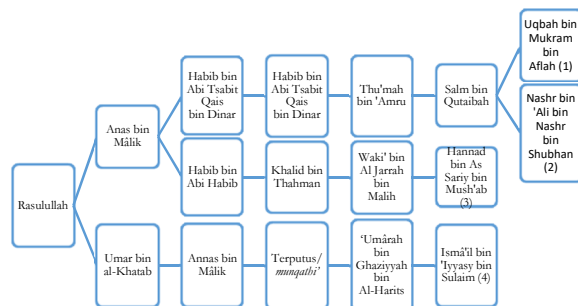 Rasulullah
Anas bin
Mâlik
Umar bin
al-Khatab
Habib bin
Abi Tsabit
Qais
bin Dinar
Habib bin
Abi Habib
Annas bin
Mâlik
Habib bin
Abi Tsabit
Qais
bin Dinar
Khalid bin
Thahman
Terputus/
munqathi’
Thu'mah
bin 'Amru
Waki' bin
Al Jarrah
bin
Malih
‘Umârah
bin
Ghaziyyah
bin
Al-Harits
Salm bin
Qutaibah
Hannad
bin As
Sariy bin
Mush'ab
(3)
Ismâ'il bin
'Iyyasy bin
Sulaim (4)
Uqbah bin
Mukram
bin
Aflah (1)
Nashr bin
'Ali bin
Nashr
bin
Shubhan
(2)